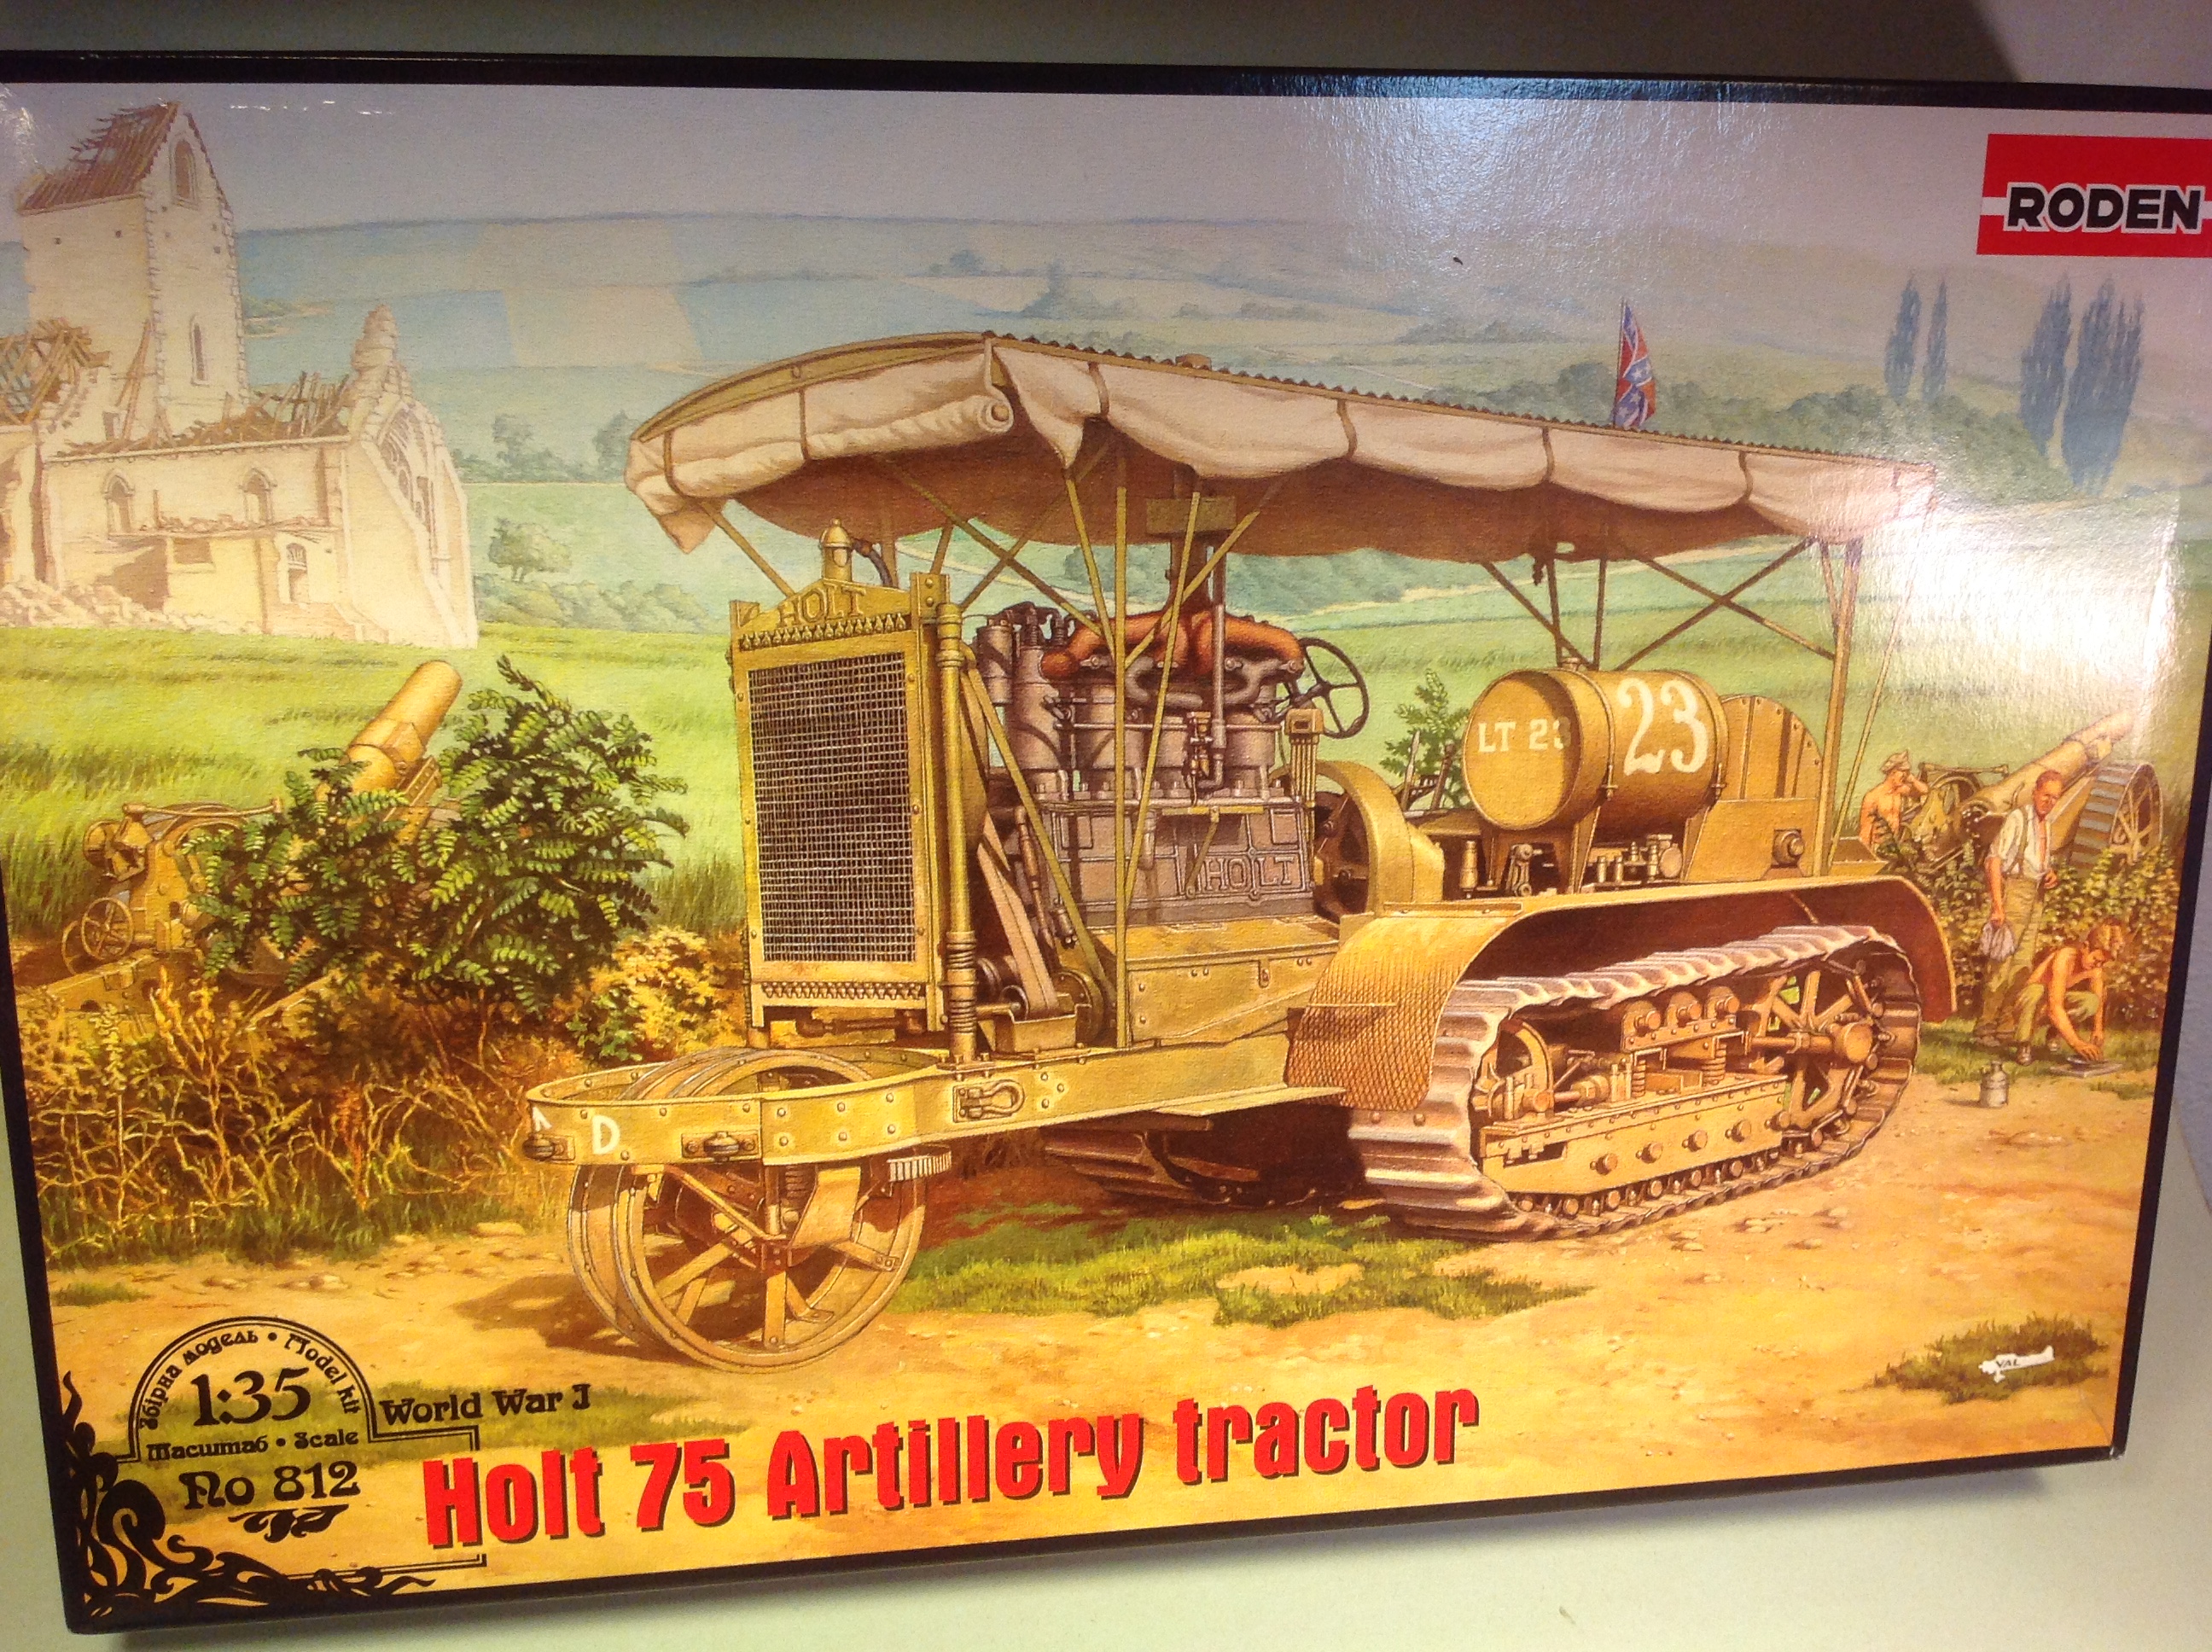 RODEN
HOLT
LT 23
23
HOLT
D
VAL
Збірна модель • Model kit
1:35
Масштаб • Scale
No 812
World War I
Holt 75 Artillery tractor